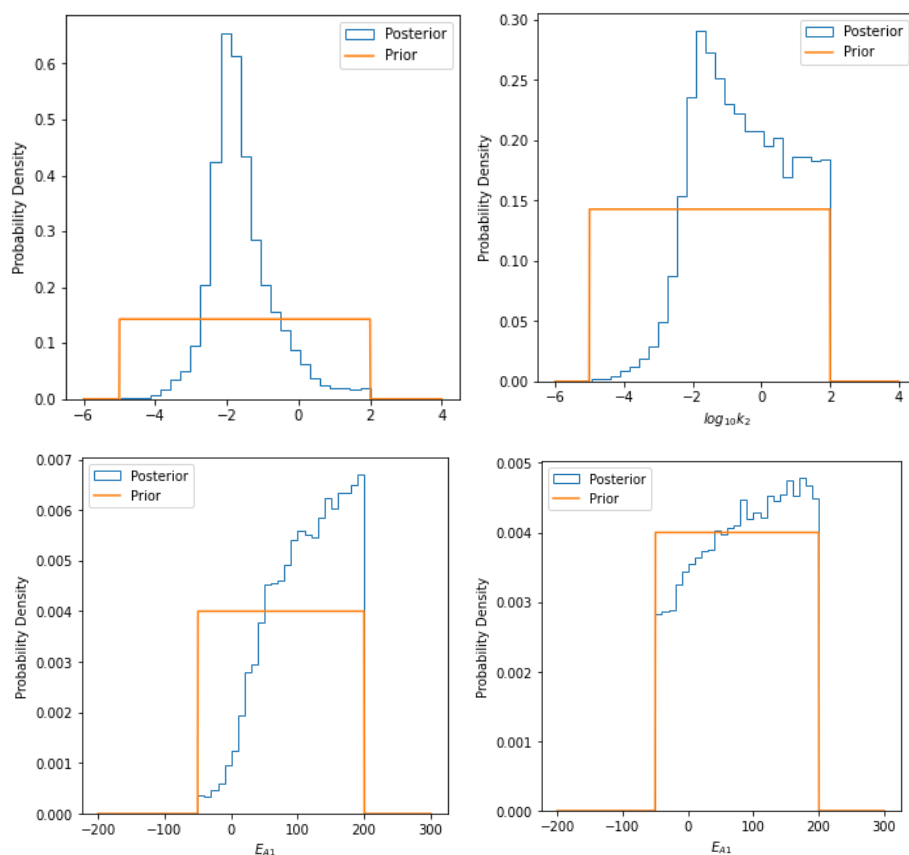 Probability Density
0.6
0.5
0.4
0.3
0.2
0.1
0.0
Posterior
Prior
−6 −4 −2 0 2 4
Probability Density
0.30
0.25
0.20
0.15
0.10
0.05
0.00
Posterior
Prior
−6 −4 −2 0 2 4
log₁₀k₂
Probability Density
0.007
0.006
0.005
0.004
0.003
0.002
0.001
0.000
Posterior
Prior
−200 −100 0 100 200 300
E_{A1}
Probability Density
0.005
0.004
0.003
0.002
0.001
0.000
Posterior
Prior
−200 −100 0 100 200 300
E_{A1}